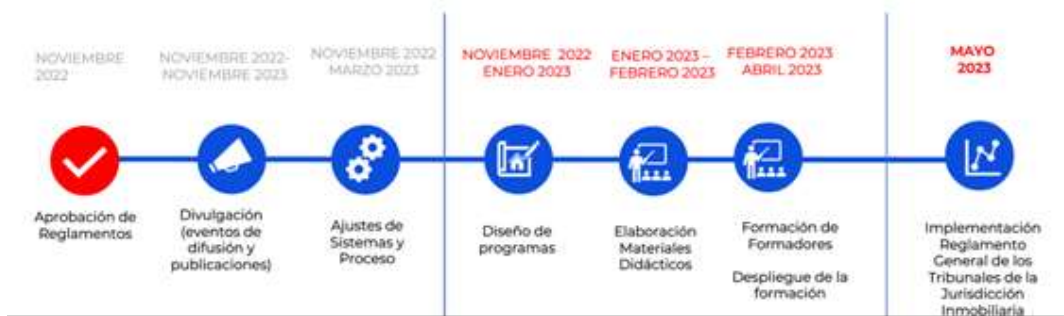 NOVIEMBRE
2022
NOVIEMBRE 2022-
NOVIEMBRE 2023
NOVIEMBRE 2022
MARZO 2023
NOVIEMBRE 2022
ENERO 2023
ENERO 2023 –
FEBRERO 2023
FEBRERO 2023
ABRIL 2023
MAYO
2023
Aprobación de
Reglamentos
Divulgación
(eventos de
difusión y
publicaciones)
Ajustes de
Sistemas y
Proceso
Diseño de
programas
Elaboración
Materiales
Didácticos
Formación de
Formadores
Despliegue de la
formación
Implementación
Reglamento
General de los
Tribunales de la
Jurisdicción
Inmobiliaria